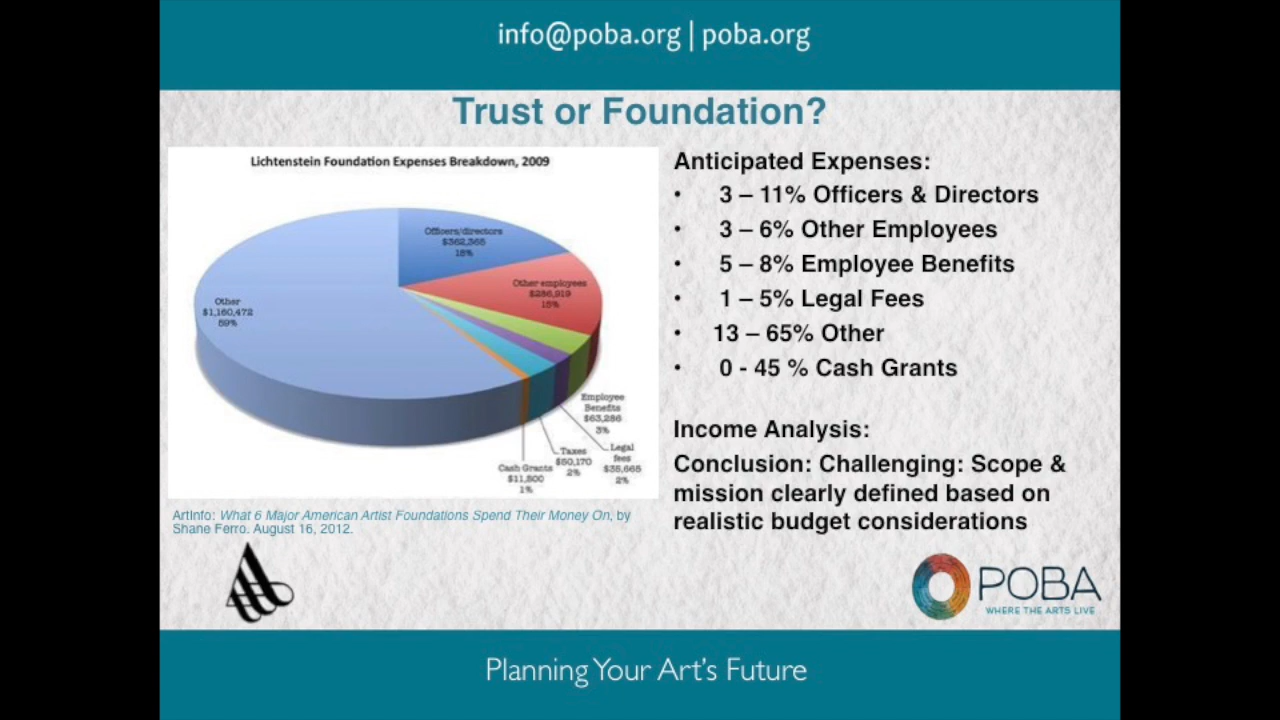 info@poba.org | poba.org
Trust or Foundation?
Lichtenstein Foundation Expenses Breakdown, 2009
Officers/directors
$362,365
18%
Other employees
$286,919
15%
Other
$1,160,472
59%
Employee
Benefits
$63,286
3%
Legal
fees
$35,665
2%
Taxes
$50,170
2%
Cash Grants
$11,500
1%
ArtInfo: What 6 Major American Artist Foundations Spend Their Money On, by
Shane Ferro. August 16, 2012.
Anticipated Expenses:
• 3 – 11% Officers & Directors
• 3 – 6% Other Employees
• 5 – 8% Employee Benefits
• 1 – 5% Legal Fees
• 13 – 65% Other
• 0 - 45 % Cash Grants
Income Analysis:
Conclusion: Challenging: Scope &
mission clearly defined based on
realistic budget considerations
POBA
WHERE THE ARTS LIVE
Planning Your Art's Future